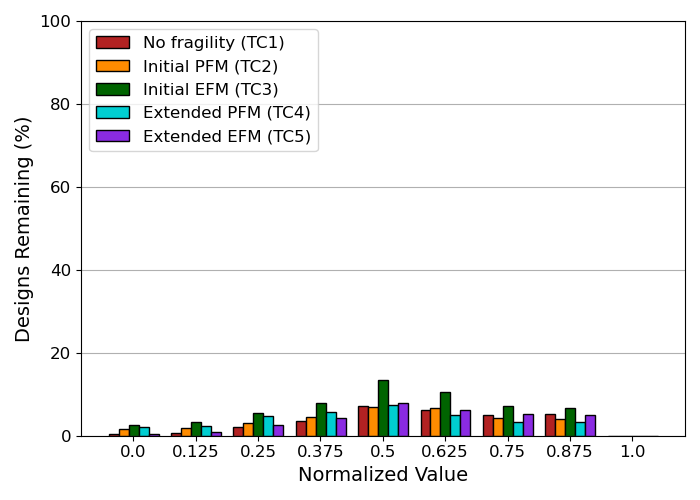 100
80
60
40
20
0
Designs Remaining (%)
No fragility (TC1)
Initial PFM (TC2)
Initial EFM (TC3)
Extended PFM (TC4)
Extended EFM (TC5)
0.0 0.125 0.25 0.375 0.5 0.625 0.75 0.875 1.0
Normalized Value